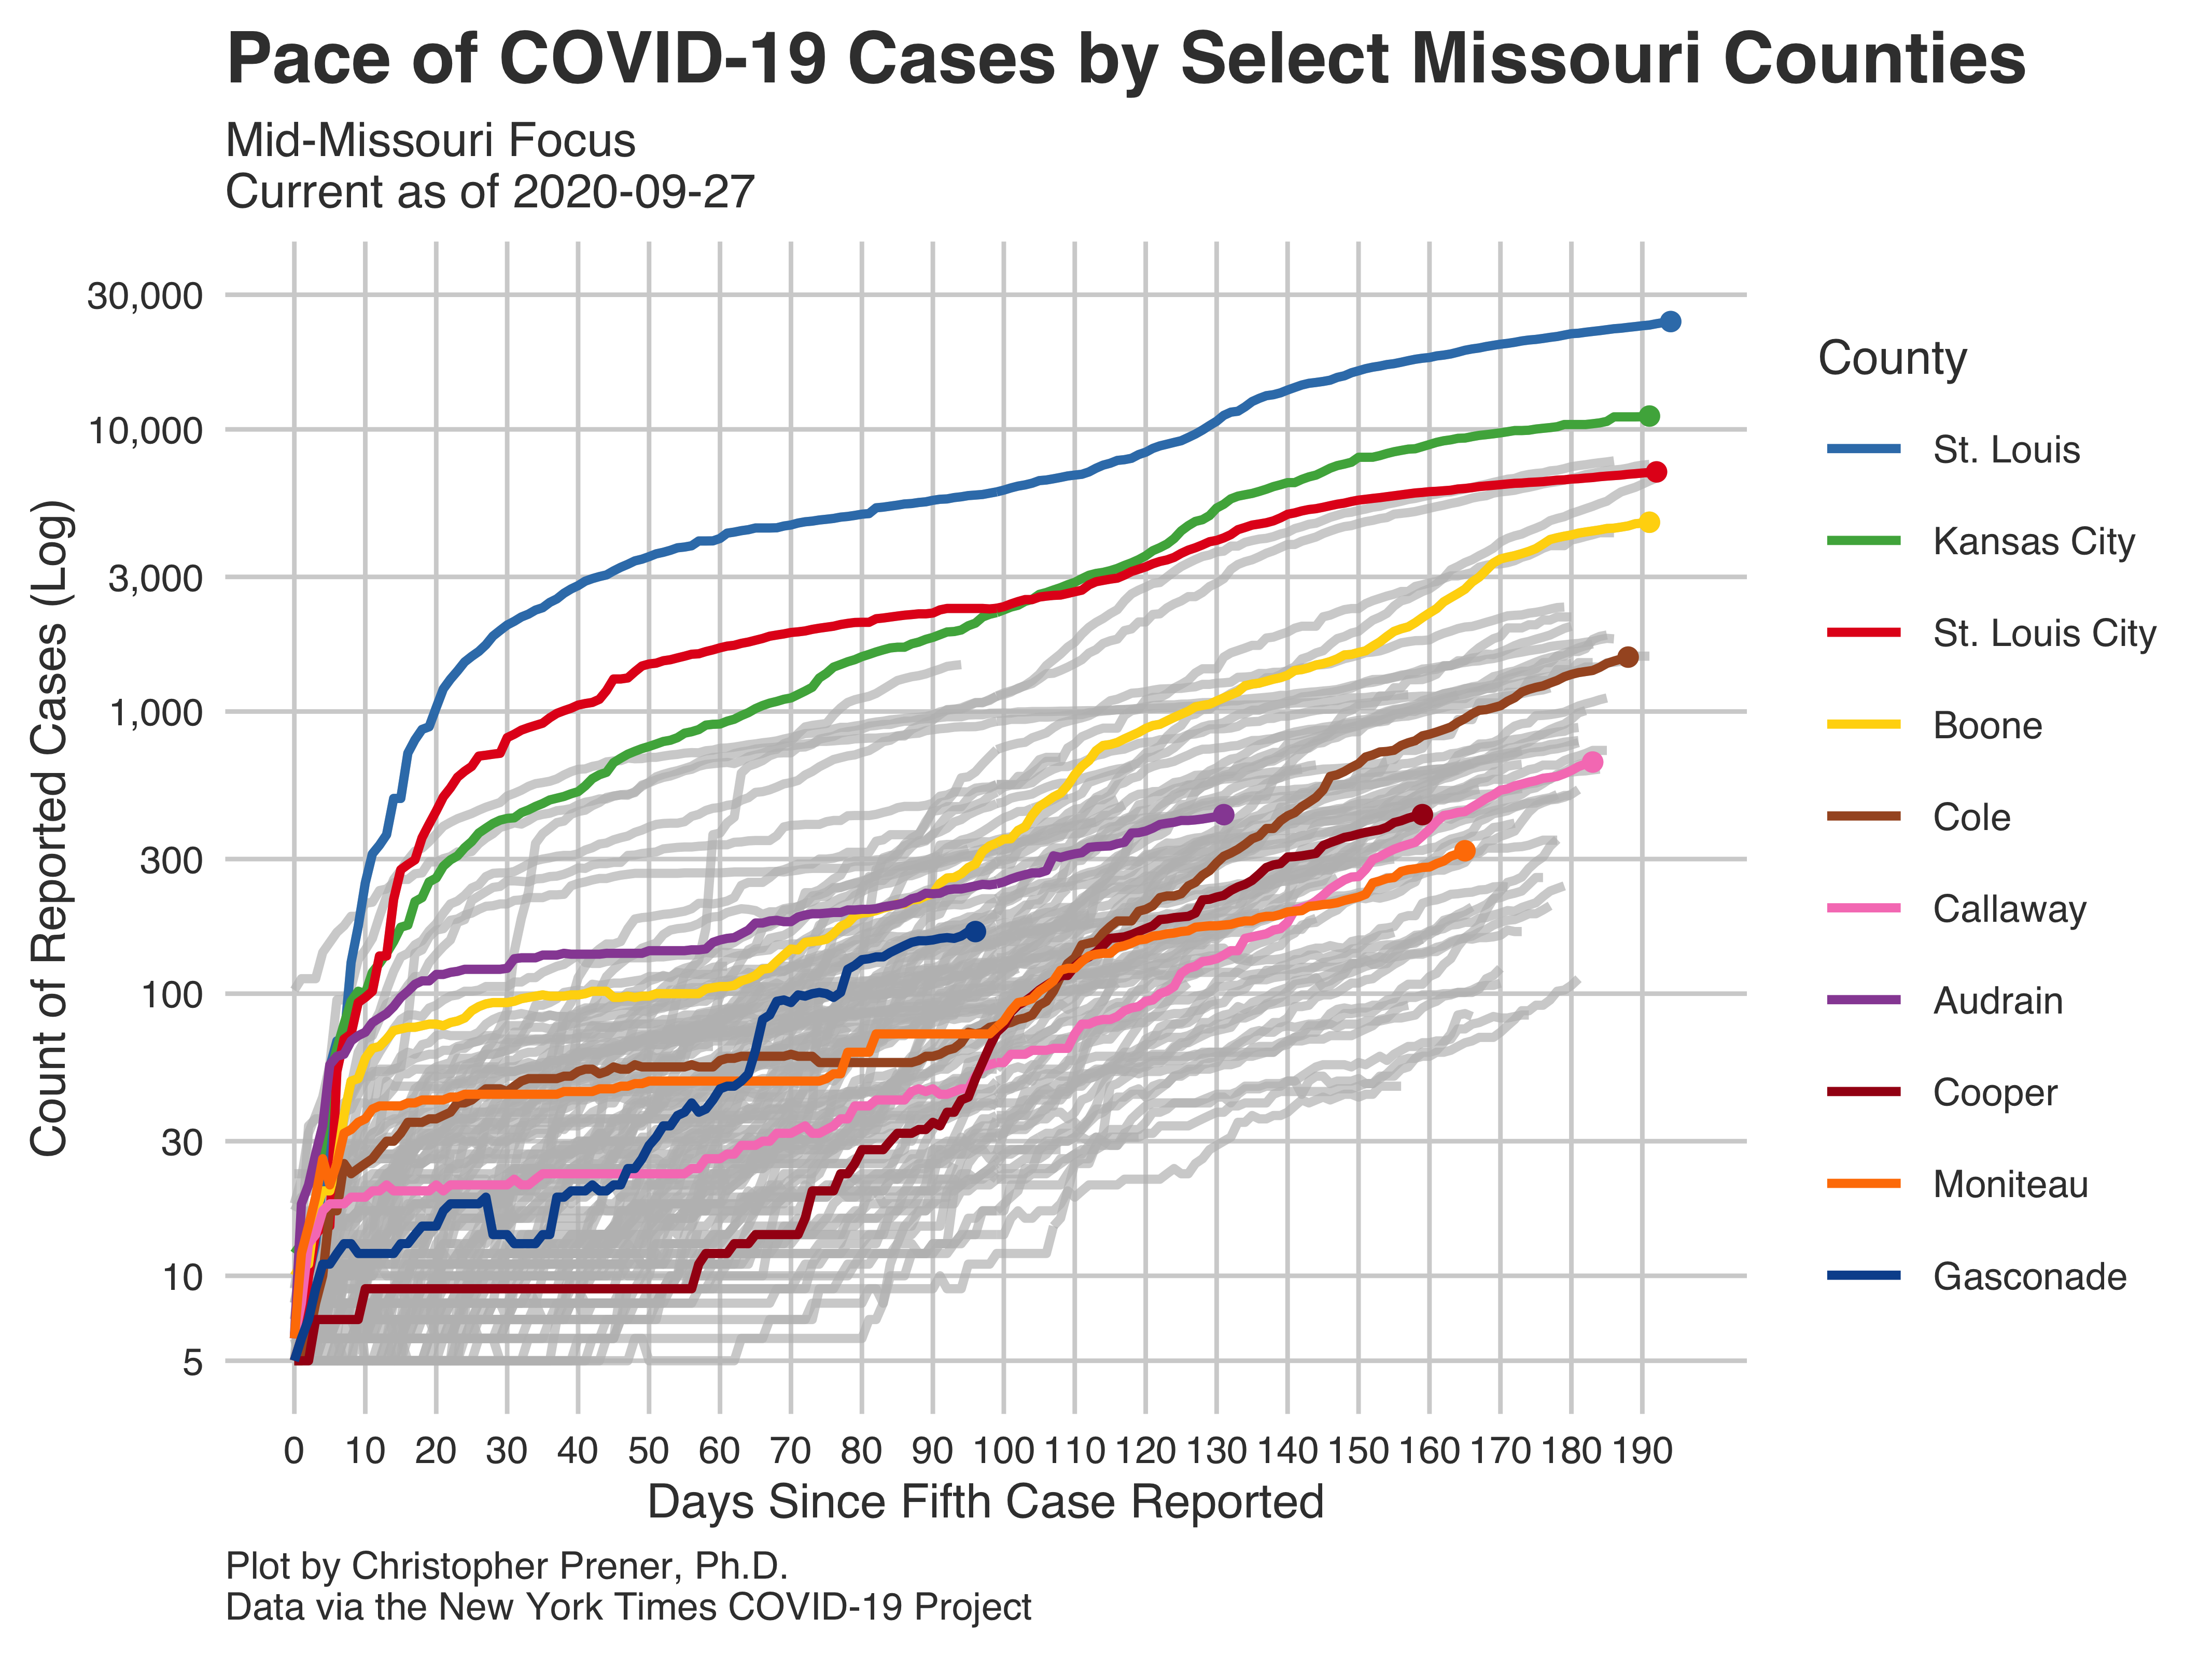 Pace of COVID-19 Cases by Select Missouri Counties
Mid-Missouri Focus
Current as of 2020-09-27
Count of Reported Cases (Log)
30,000
10,000
3,000
1,000
300
100
30
10
5
0 10 20 30 40 50 60 70 80 90 100 110 120 130 140 150 160 170 180 190
Days Since Fifth Case Reported
County
St. Louis
Kansas City
St. Louis City
Boone
Cole
Callaway
Audrain
Cooper
Moniteau
Gasconade
Plot by Christopher Prener, Ph.D.
Data via the New York Times COVID-19 Project